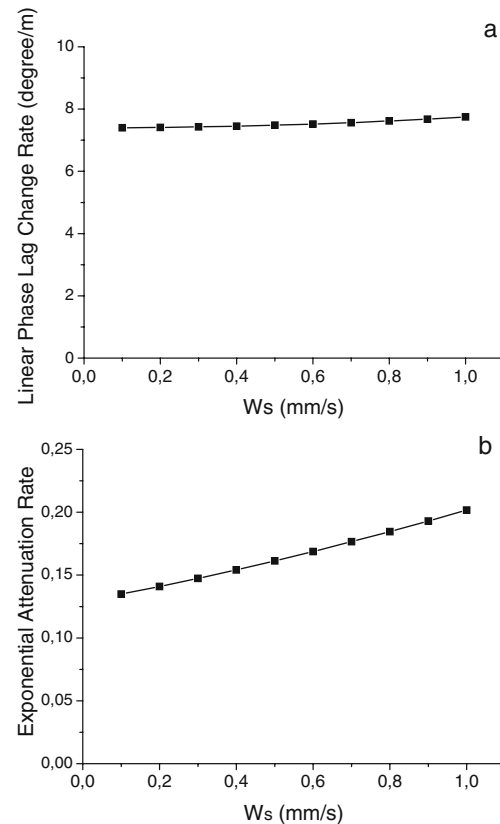 a
Linear Phase Lag Change Rate (degree/m)
10
8
6
4
2
0
0,0 0,2 0,4 0,6 0,8 1,0
Ws (mm/s)
b
Exponential Attenuation Rate
0,25
0,20
0,15
0,10
0,05
0,00
0,0 0,2 0,4 0,6 0,8 1,0
Ws (mm/s)